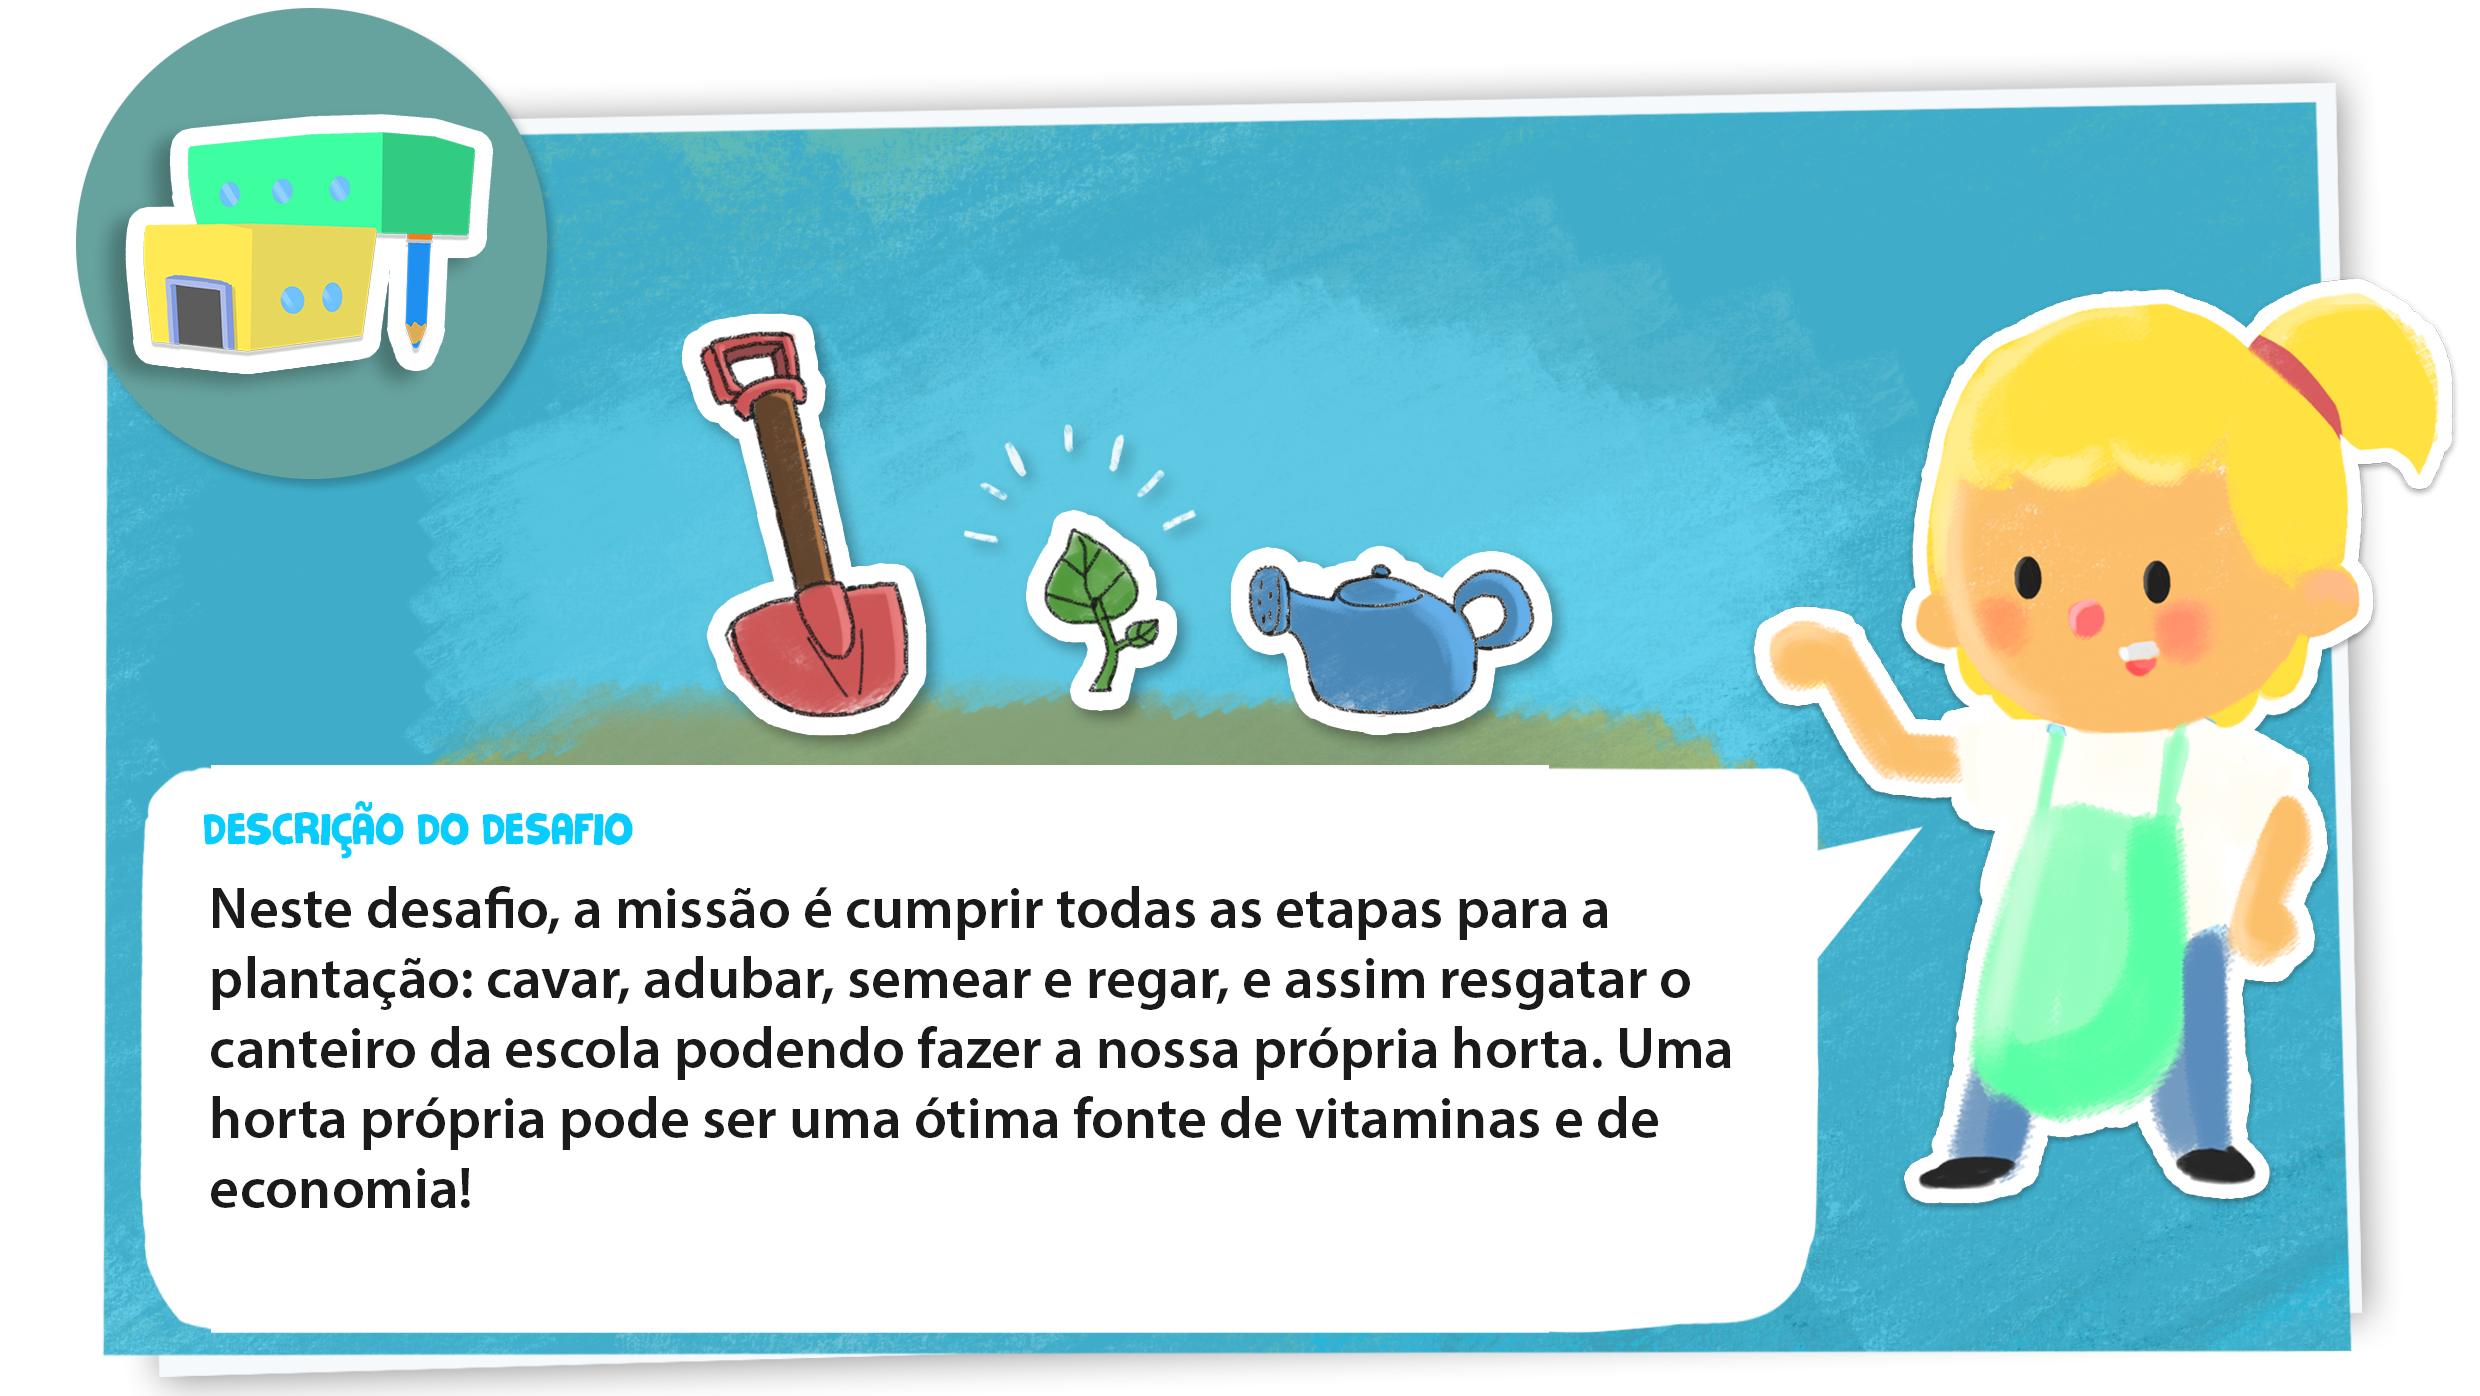 DESCRIÇÃO DO DESAFIO
Neste desafio, a missão é cumprir todas as etapas para a
plantação: cavar, adubar, semear e regar, e assim resgatar o
canteiro da escola podendo fazer a nossa própria horta. Uma
horta própria pode ser uma ótima fonte de vitaminas e de
economia!